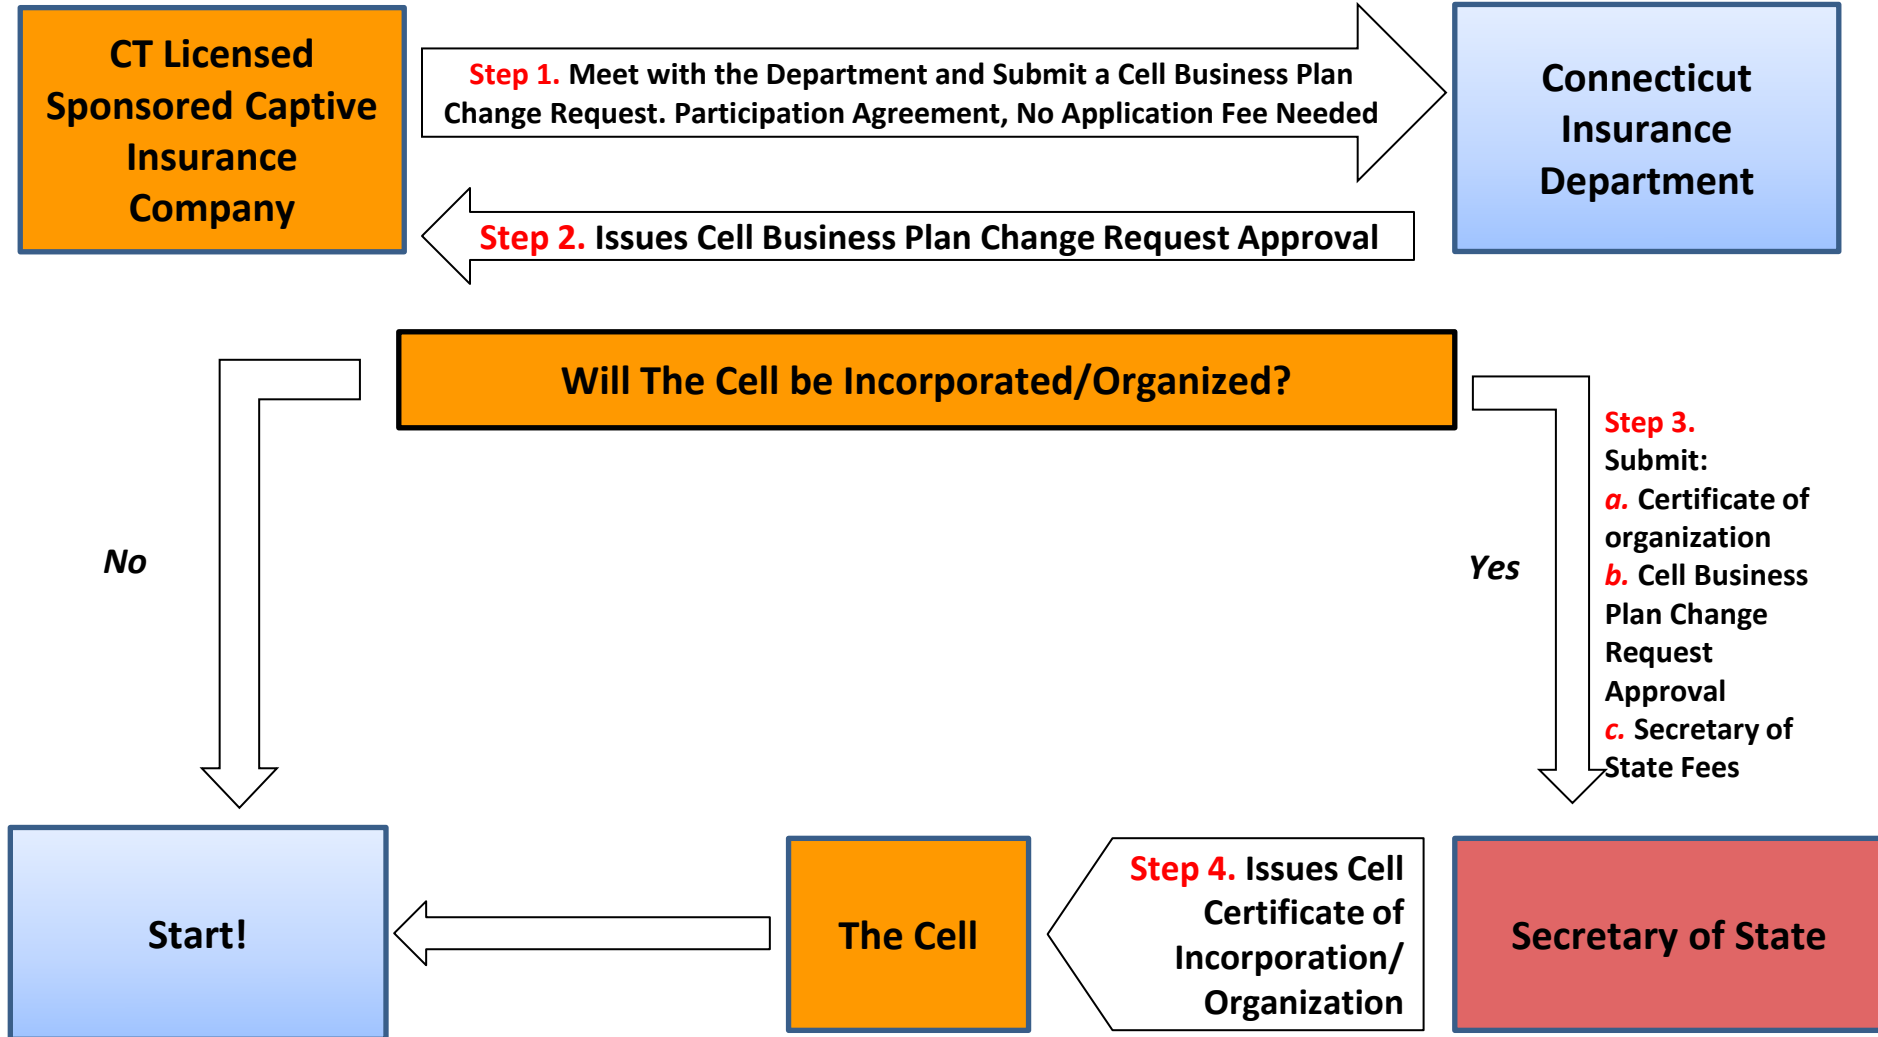 CT Licensed
Sponsored Captive
Insurance
Company
Step 1. Meet with the Department and Submit a Cell Business Plan
Change Request. Participation Agreement, No Application Fee Needed
Connecticut
Insurance
Department
Step 2. Issues Cell Business Plan Change Request Approval
Will The Cell be Incorporated/Organized?
No
Yes
Step 3.
Submit:
a. Certificate of
organization
b. Cell Business
Plan Change
Request
Approval
c. Secretary of
State Fees
Start!
The Cell
Step 4. Issues Cell
Certificate of
Incorporation/
Organization
Secretary of State